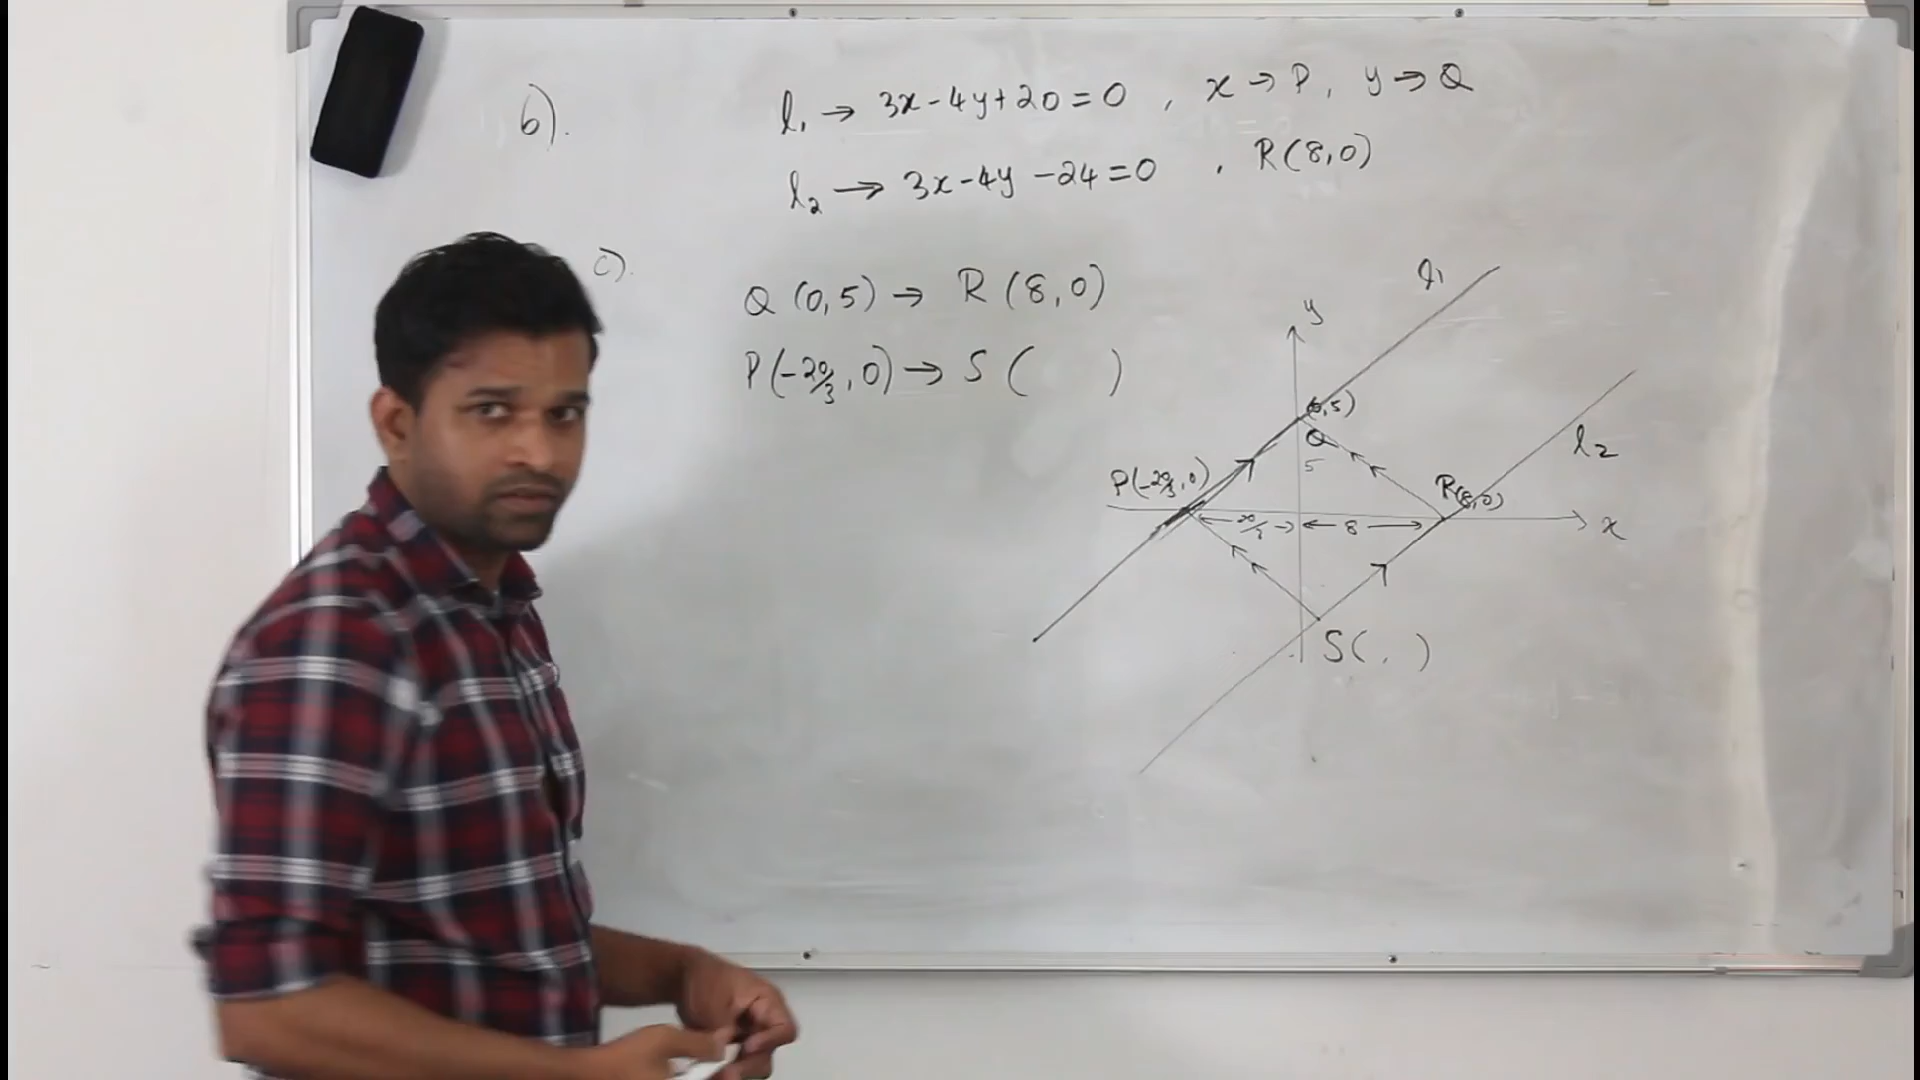 b). l₁ → 3x-4y+20=0 , x → P, y → Q
l₂ → 3x-4y-24=0 . R(8,0)
c). Q (0,5) → R (8,0)
P(-20/3, 0) → S ( )
l₁
y
(0,5)
Q
l₂
5
P(-20/3, 0)
R(8,0)
20/3
8
x
S( , )